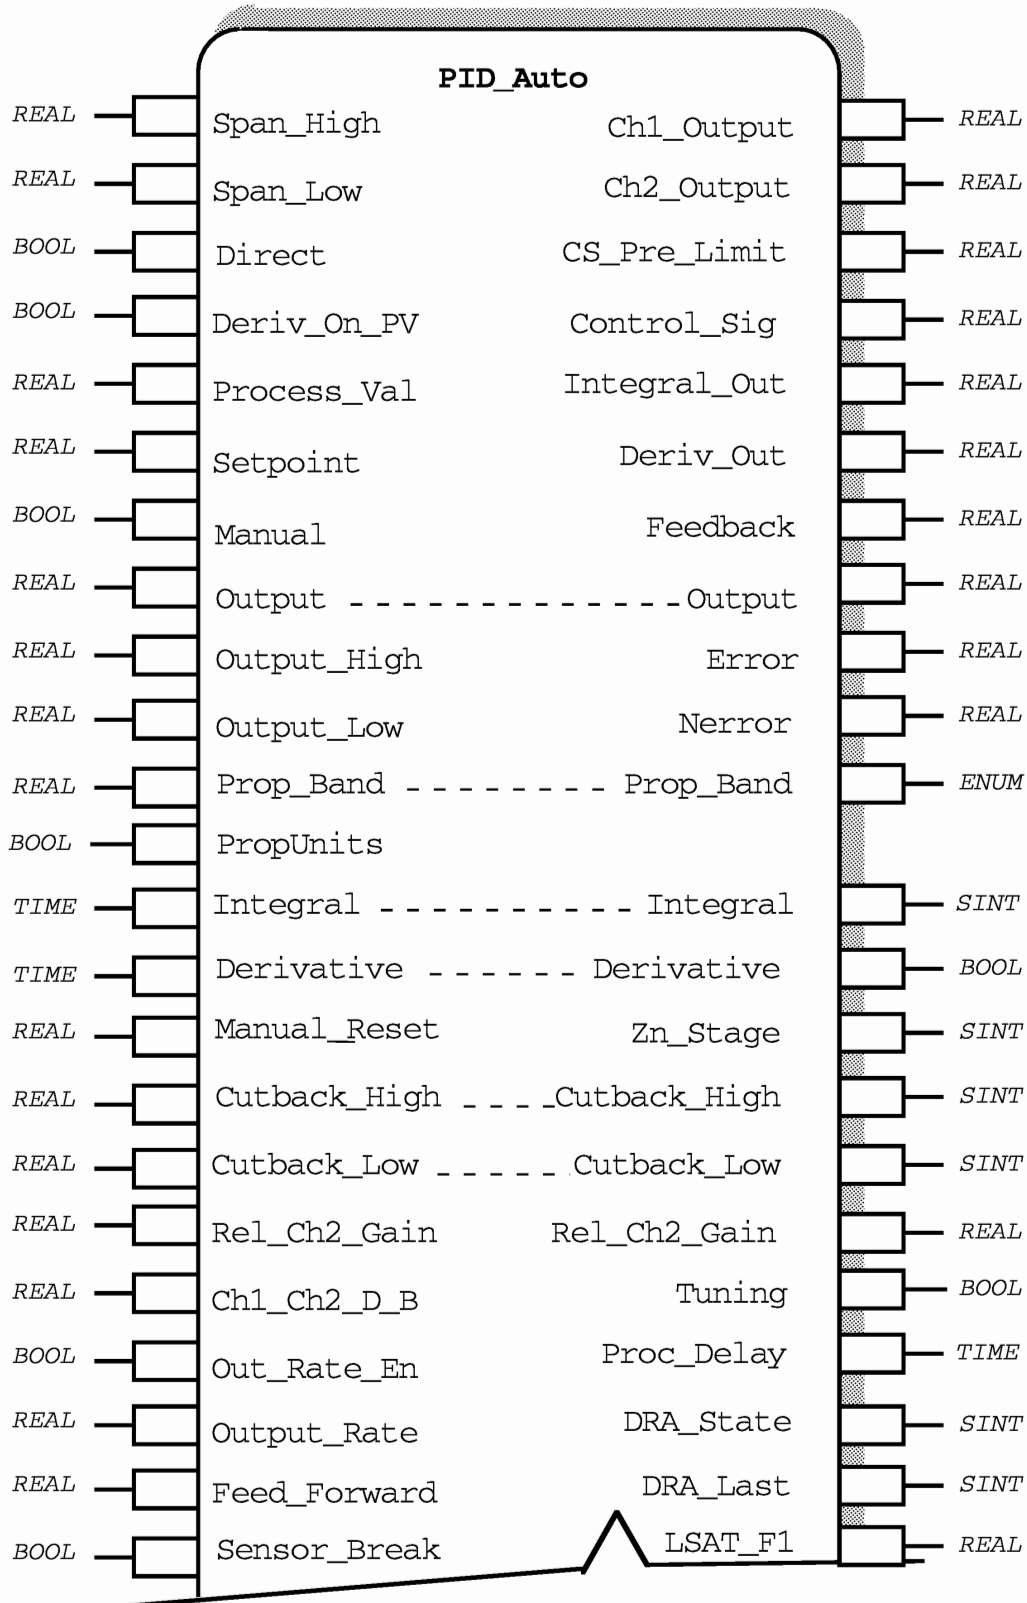 PID_Auto
REAL Span_High Ch1_Output REAL
REAL Span_Low Ch2_Output REAL
BOOL Direct CS_Pre_Limit REAL
BOOL Deriv_On_PV Control_Sig REAL
REAL Process_Val Integral_Out REAL
REAL Setpoint Deriv_Out REAL
BOOL Manual Feedback REAL
REAL Output - - - - - - - - - - - - - Output REAL
REAL Output_High Error REAL
REAL Output_Low Nerror REAL
REAL Prop_Band - - - - - - - - Prop_Band ENUM
BOOL PropUnits
TIME Integral - - - - - - - - - - Integral SINT
TIME Derivative - - - - - - Derivative BOOL
REAL Manual_Reset Zn_Stage SINT
REAL Cutback_High - - - - Cutback_High SINT
REAL Cutback_Low - - - - - Cutback_Low SINT
REAL Rel_Ch2_Gain Rel_Ch2_Gain REAL
REAL Ch1_Ch2_D_B Tuning BOOL
BOOL Out_Rate_En Proc_Delay TIME
REAL Output_Rate DRA_State SINT
REAL Feed_Forward DRA_Last SINT
BOOL Sensor_Break LSAT_F1 REAL